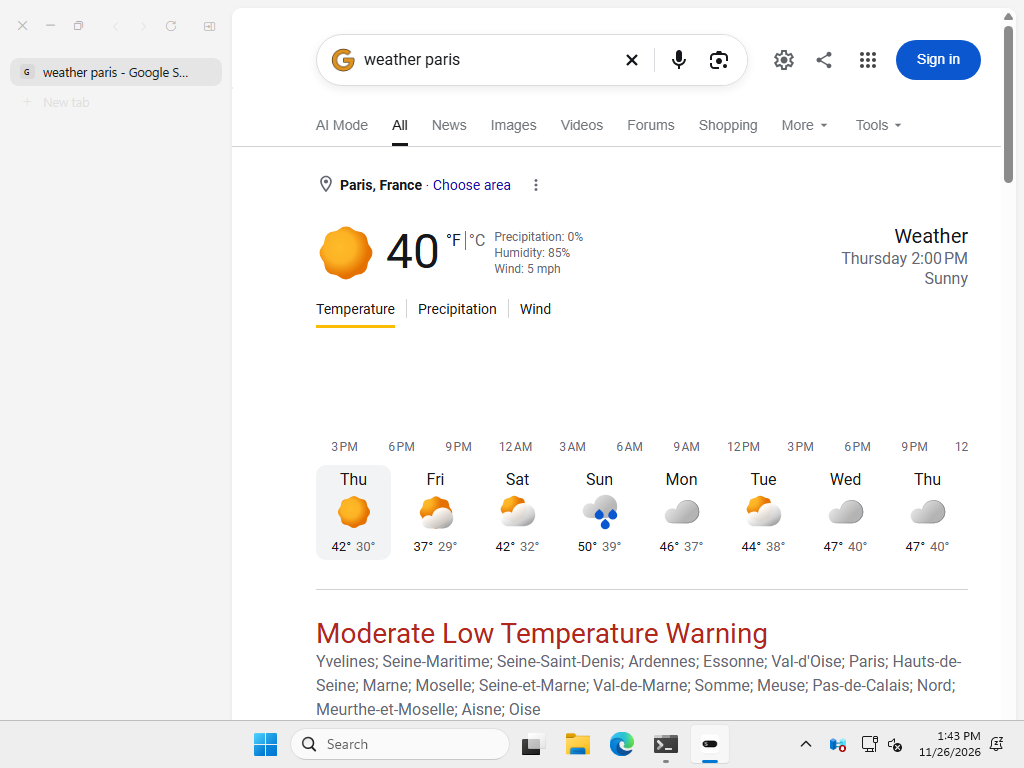 weather paris - Google S...
New tab
weather paris
Sign in
AI Mode
All
News
Images
Videos
Forums
Shopping
More
Tools
Paris, France · Choose area
40 °F | °C
Precipitation: 0%
Humidity: 85%
Wind: 5 mph
Weather
Thursday 2:00 PM
Sunny
Temperature
Precipitation
Wind
3 PM 6 PM 9 PM 12 AM 3 AM 6 AM 9 AM 12 PM 3 PM 6 PM 9 PM 12
Thu Fri Sat Sun Mon Tue Wed Thu
42° 30° 37° 29° 42° 32° 50° 39° 46° 37° 44° 38° 47° 40° 47° 40°
Moderate Low Temperature Warning
Yvelines; Seine-Maritime; Seine-Saint-Denis; Ardennes; Essonne; Val-d'Oise; Paris; Hauts-de-
Seine; Marne; Moselle; Seine-et-Marne; Val-de-Marne; Somme; Meuse; Pas-de-Calais; Nord;
Meurthe-et-Moselle; Aisne; Oise
Search
1:43 PM
11/26/2026